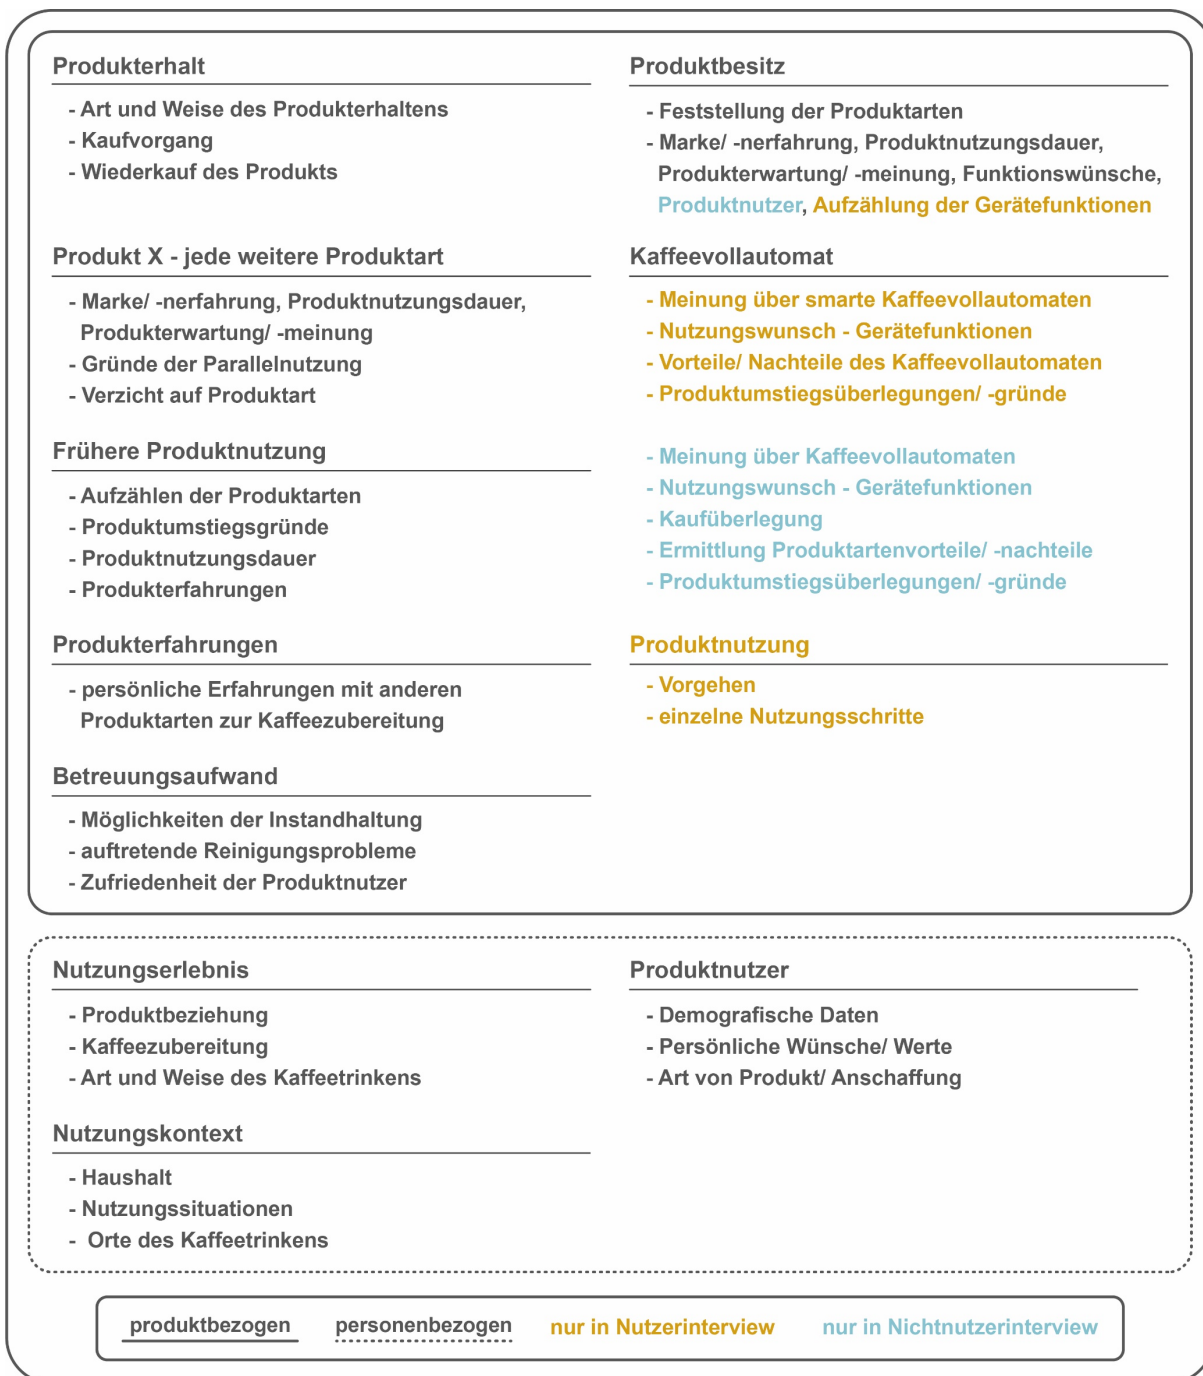 Produkterhalt
- Art und Weise des Produkterhaltens
- Kaufvorgang
- Wiederkauf des Produkts
Produktbesitz
- Feststellung der Produktarten
- Marke/ -nerfahrung, Produktnutzungsdauer,
Produkterwartung/ -meinung, Funktionswünsche,
Produktnutzer, Aufzählung der Gerätefunktionen
Produkt X - jede weitere Produktart
- Marke/ -nerfahrung, Produktnutzungsdauer,
Produkterwartung/ -meinung
- Gründe der Parallelnutzung
- Verzicht auf Produktart
Kaffeevollautomat
- Meinung über smarte Kaffeevollautomaten
- Nutzungswunsch - Gerätefunktionen
- Vorteile/ Nachteile des Kaffeevollautomaten
- Produktumstiegsüberlegungen/ -gründe
- Meinung über Kaffeevollautomaten
- Nutzungswunsch - Gerätefunktionen
- Kaufüberlegung
- Ermittlung Produktartenvorteile/ -nachteile
- Produktumstiegsüberlegungen/ -gründe
Frühere Produktnutzung
- Aufzählen der Produktarten
- Produktumstiegsgründe
- Produktnutzungsdauer
- Produkterfahrungen
Produkterfahrungen
- persönliche Erfahrungen mit anderen
Produktarten zur Kaffeezubereitung
Produktnutzung
- Vorgehen
- einzelne Nutzungsschritte
Betreuungsaufwand
- Möglichkeiten der Instandhaltung
- auftretende Reinigungsprobleme
- Zufriedenheit der Produktnutzer
Nutzungserlebnis
- Produktbeziehung
- Kaffeezubereitung
- Art und Weise des Kaffeetrinkens
Produktnutzer
- Demografische Daten
- Persönliche Wünsche/ Werte
- Art von Produkt/ Anschaffung
Nutzungskontext
- Haushalt
- Nutzungssituationen
- Orte des Kaffeetrinkens
produktbezogen personenbezogen nur in Nutzerinterview nur in Nichtnutzerinterview